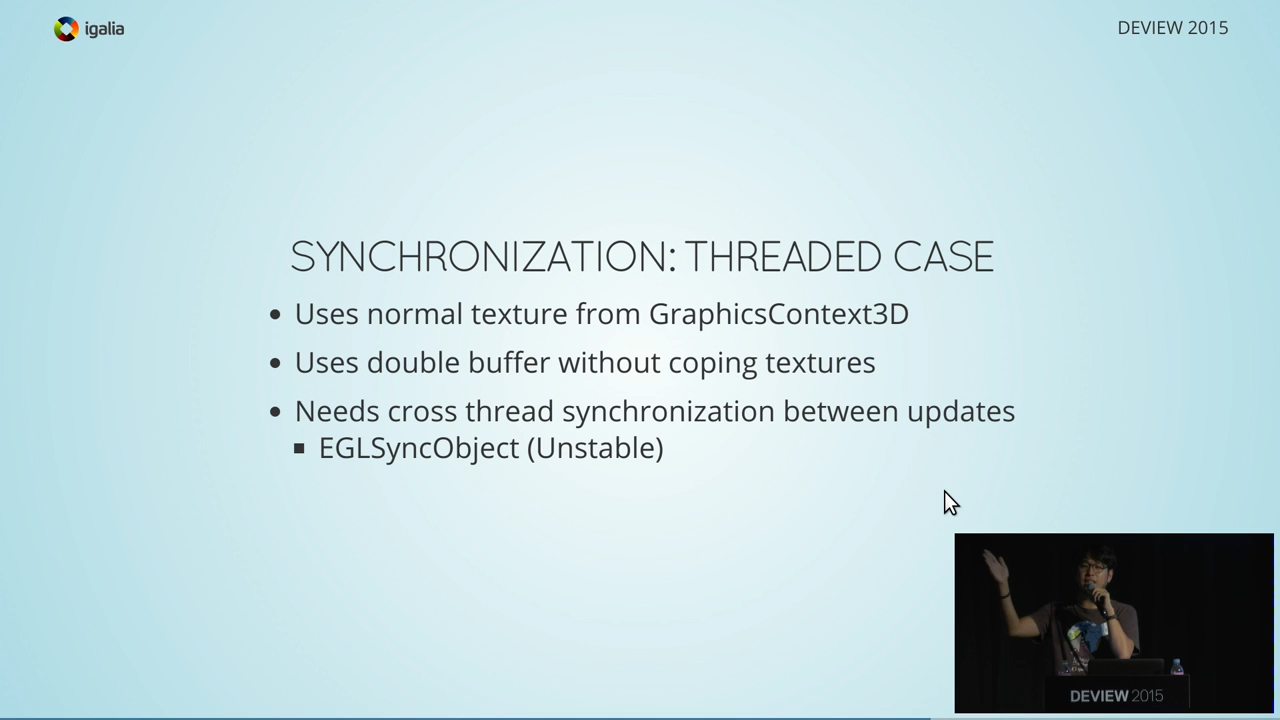 igalia
DEVIEW 2015
SYNCHRONIZATION: THREADED CASE
Uses normal texture from GraphicsContext3D
Uses double buffer without coping textures
Needs cross thread synchronization between updates
EGLSyncObject (Unstable)
DEVIEW 2015